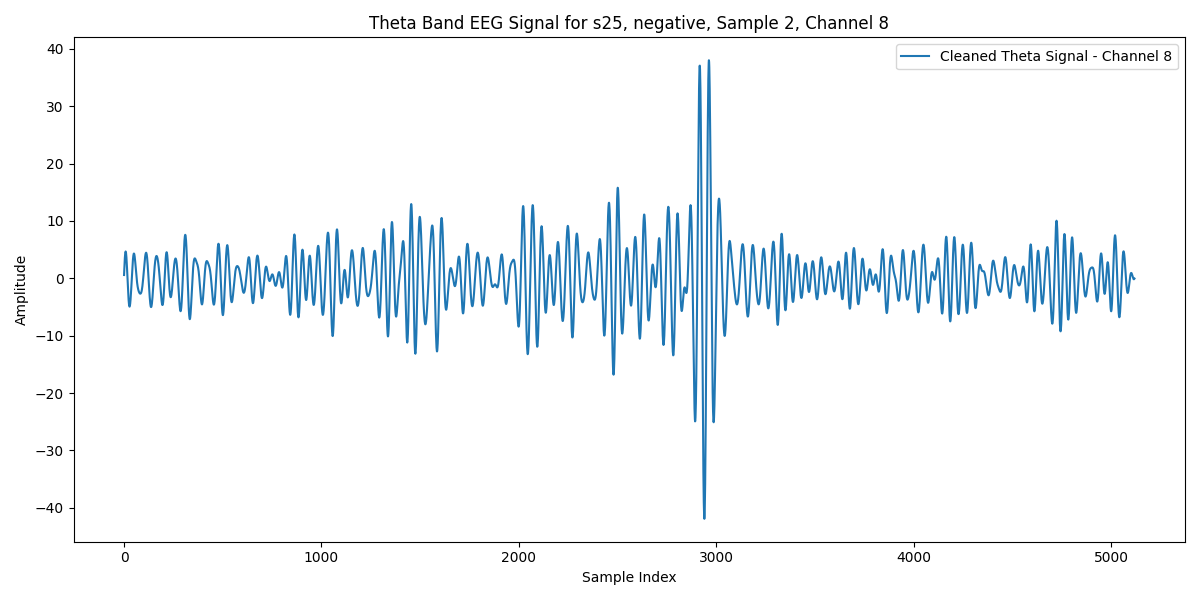 Theta Band EEG Signal for s25, negative, Sample 2, Channel 8
Cleaned Theta Signal - Channel 8
Amplitude
40
30
20
10
0
−10
−20
−30
−40
0 1000 2000 3000 4000 5000
Sample Index